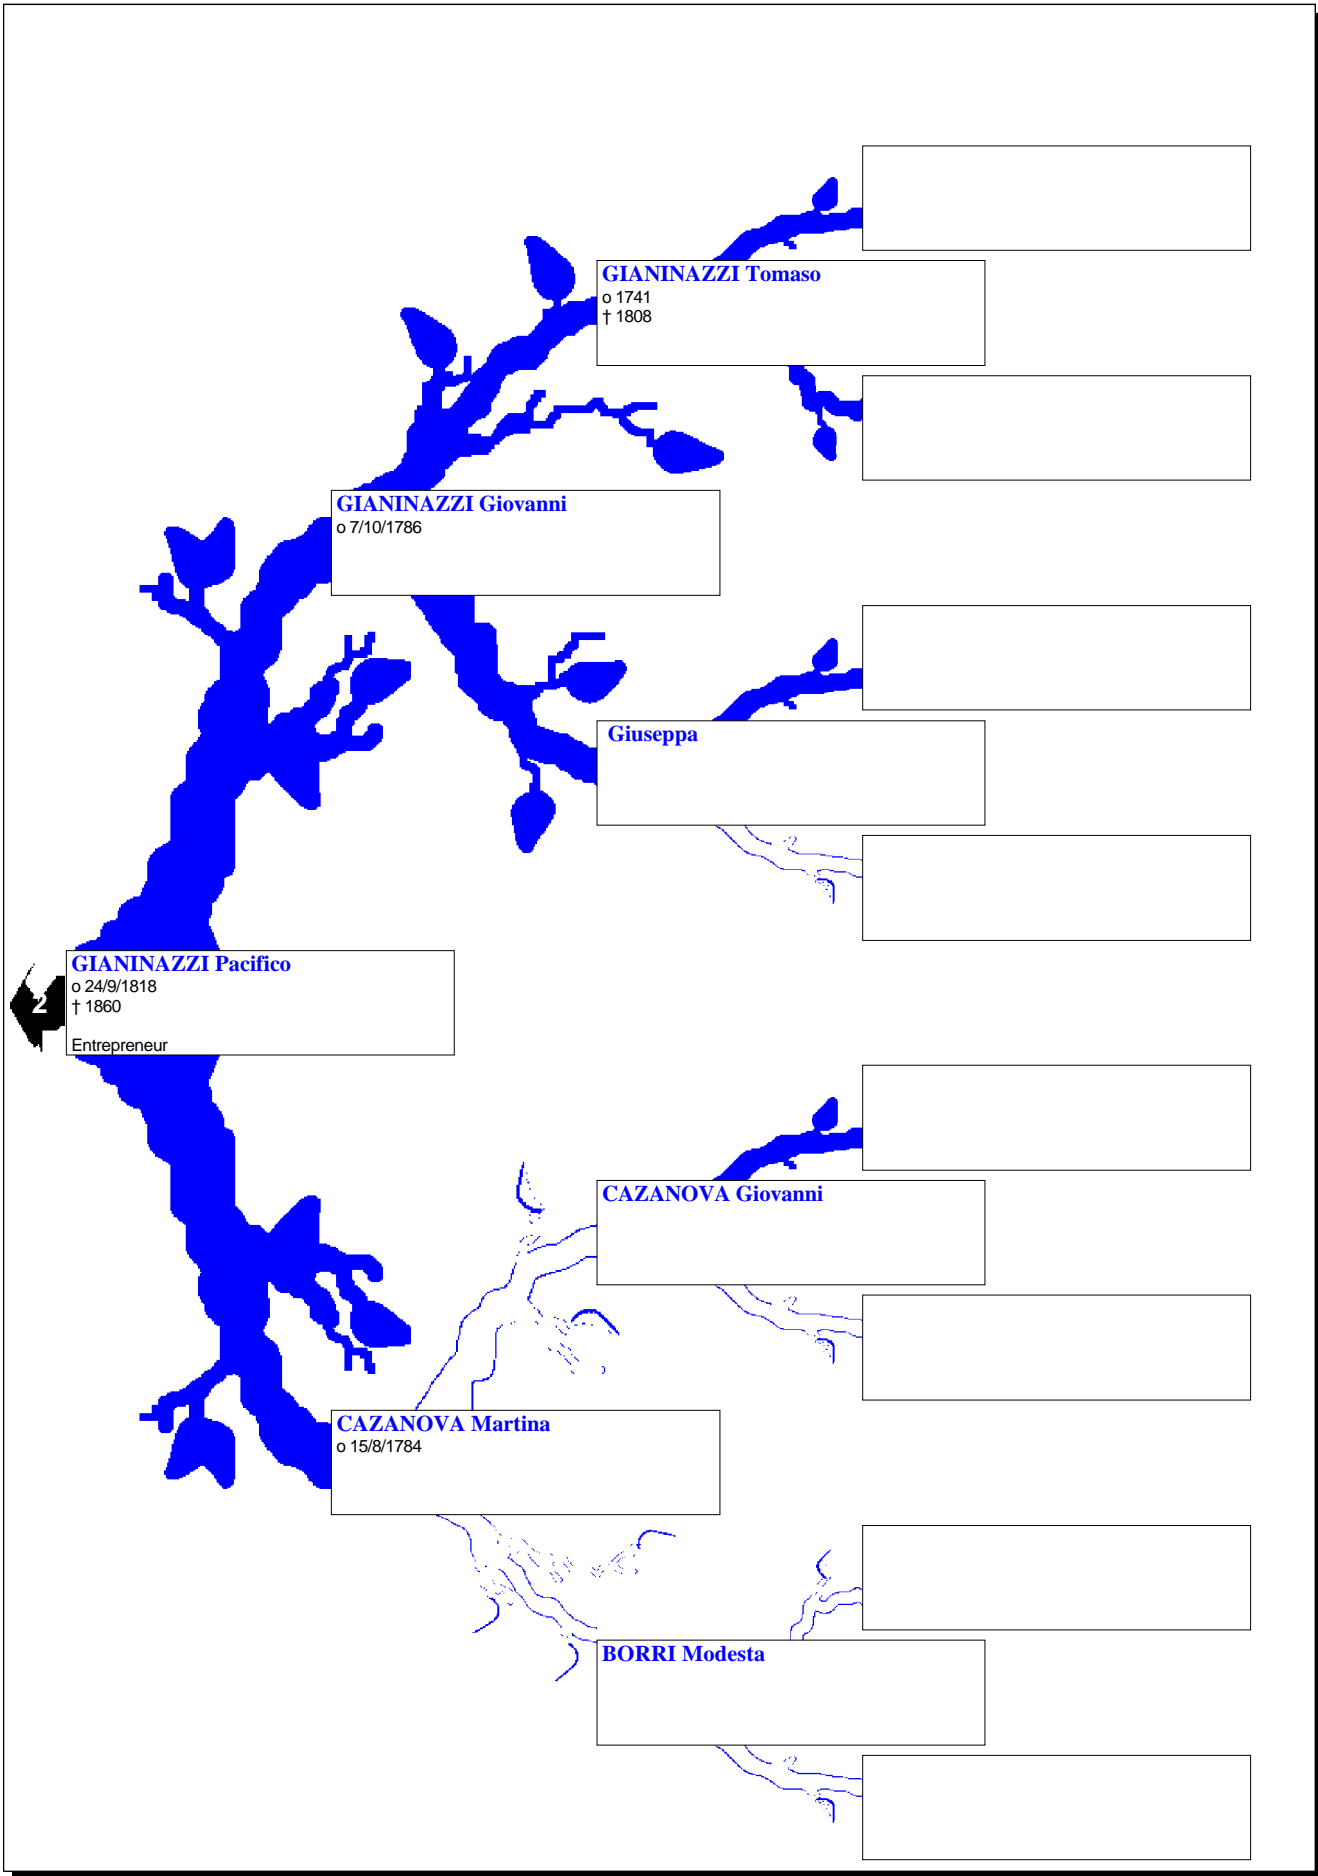 GIANINAZZI Tomaso
o 1741
† 1808
GIANINAZZI Giovanni
o 7/10/1786
Giuseppa
2
GIANINAZZI Pacifico
o 24/9/1818
† 1860
Entrepreneur
CAZANOVA Giovanni
CAZANOVA Martina
o 15/8/1784
BORRI Modesta